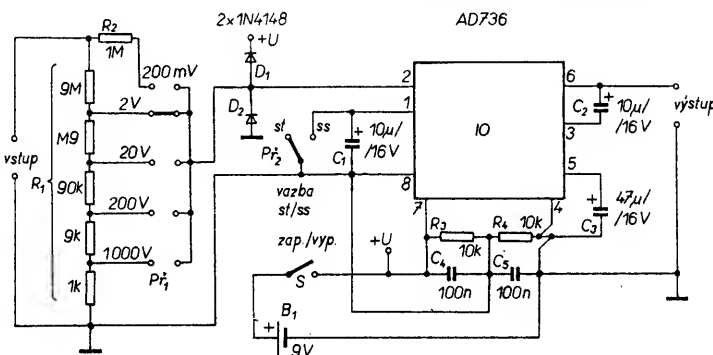 2×1N4148
+U
AD736
R2
1M
200mV
D1
2
6
9M
2V
D2
1
st
ss
+
10µ/
/16V
C1
IO
C2
+
10µ/
/16V
výstup
3
vstup
M9
20V
Př2
5
R1
90k
200V
vazba
st/ss
8
7
4
47µ/
/16V
+
C3
zap./vyp.
+U
R3
10k
R4
10k
9k
1000V
Př1
S
C4
100n
C5
100n
1k
+
B1
9V